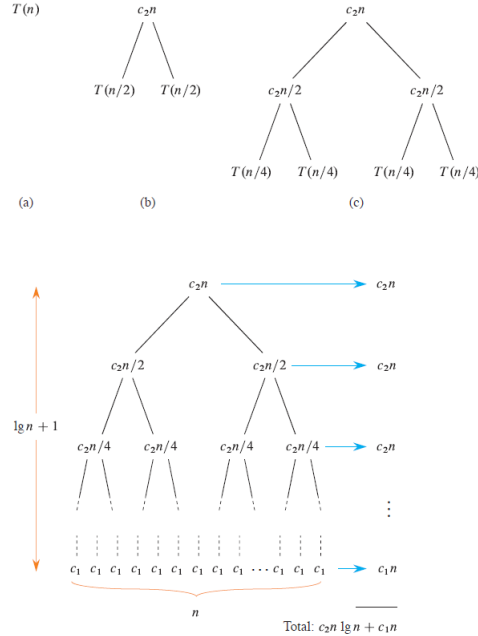 T(n) c₂n c₂n
T(n/2) T(n/2) c₂n/2 c₂n/2
T(n/4) T(n/4) T(n/4) T(n/4)
(a) (b) (c)
c₂n c₂n
c₂n/2 c₂n/2 c₂n
lg n + 1
c₂n/4 c₂n/4 c₂n/4 c₂n/4 c₂n
⋮
c₁ c₁ c₁ c₁ c₁ c₁ c₁ c₁ c₁ ⋯ c₁ c₁ c₁ c₁n
n
Total: c₂n lg n + c₁n